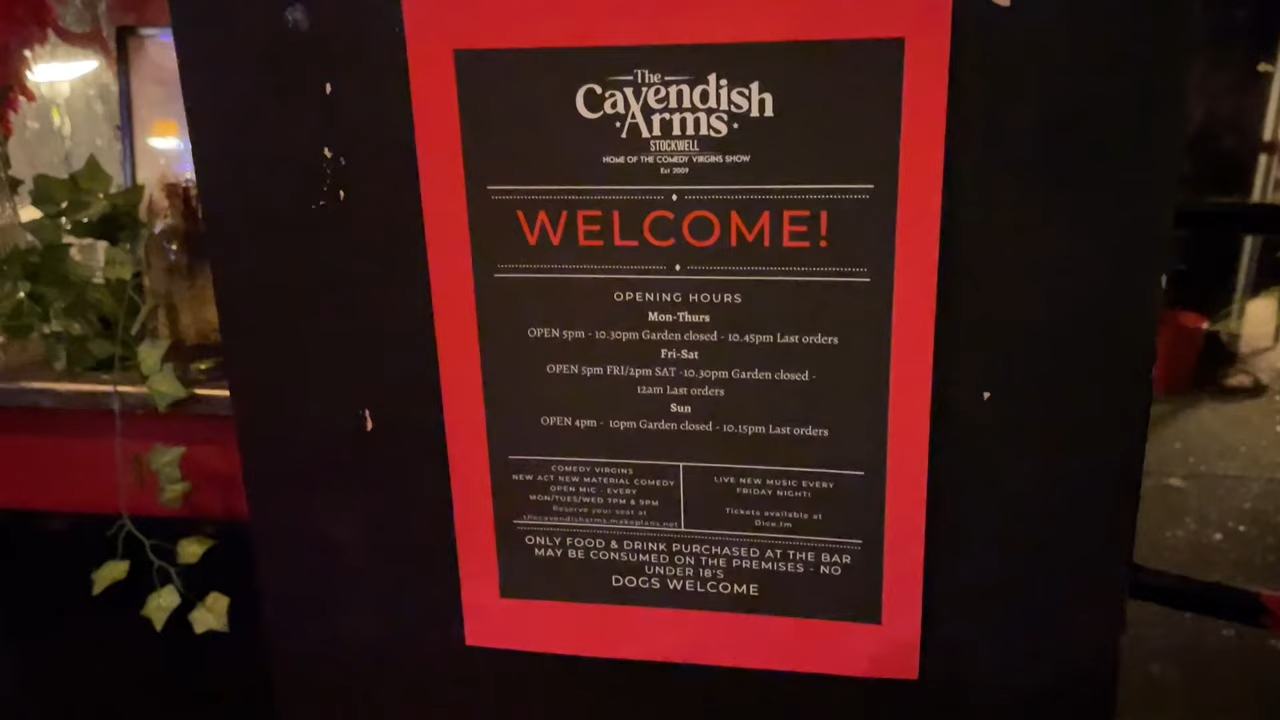 The
Cavendish
Arms
STOCKWELL
HOME OF THE COMEDY VIRGINS SHOW
Est 2009
WELCOME!
OPENING HOURS
Mon-Thurs
OPEN 5pm - 10.30pm Garden closed - 10.45pm Last orders
Fri-Sat
OPEN 5pm FRI/2pm SAT -10.30pm Garden closed -
12am Last orders
Sun
OPEN 4pm - 10pm Garden closed - 10.15pm Last orders
COMEDY VIRGINS
NEW ACT NEW MATERIAL COMEDY
OPEN MIC - EVERY
MON/TUES/WED 7PM & 9PM
Reserve your seat at
thecavendisharms.makeplans.net
LIVE NEW MUSIC EVERY
FRIDAY NIGHT!
Tickets available at
Dice.fm
ONLY FOOD & DRINK PURCHASED AT THE BAR
MAY BE CONSUMED ON THE PREMISES - NO
UNDER 18'S
DOGS WELCOME